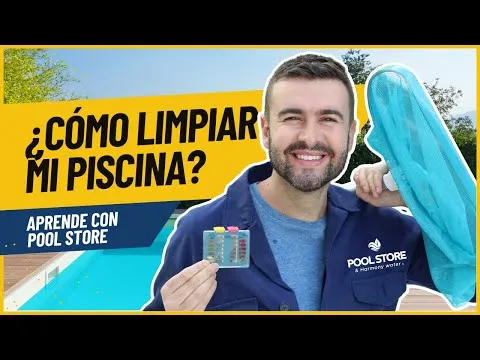 ¿CÓMO LIMPIAR
MI PISCINA?
APRENDE CON
POOL STORE
POOL STORE
& Harmony water